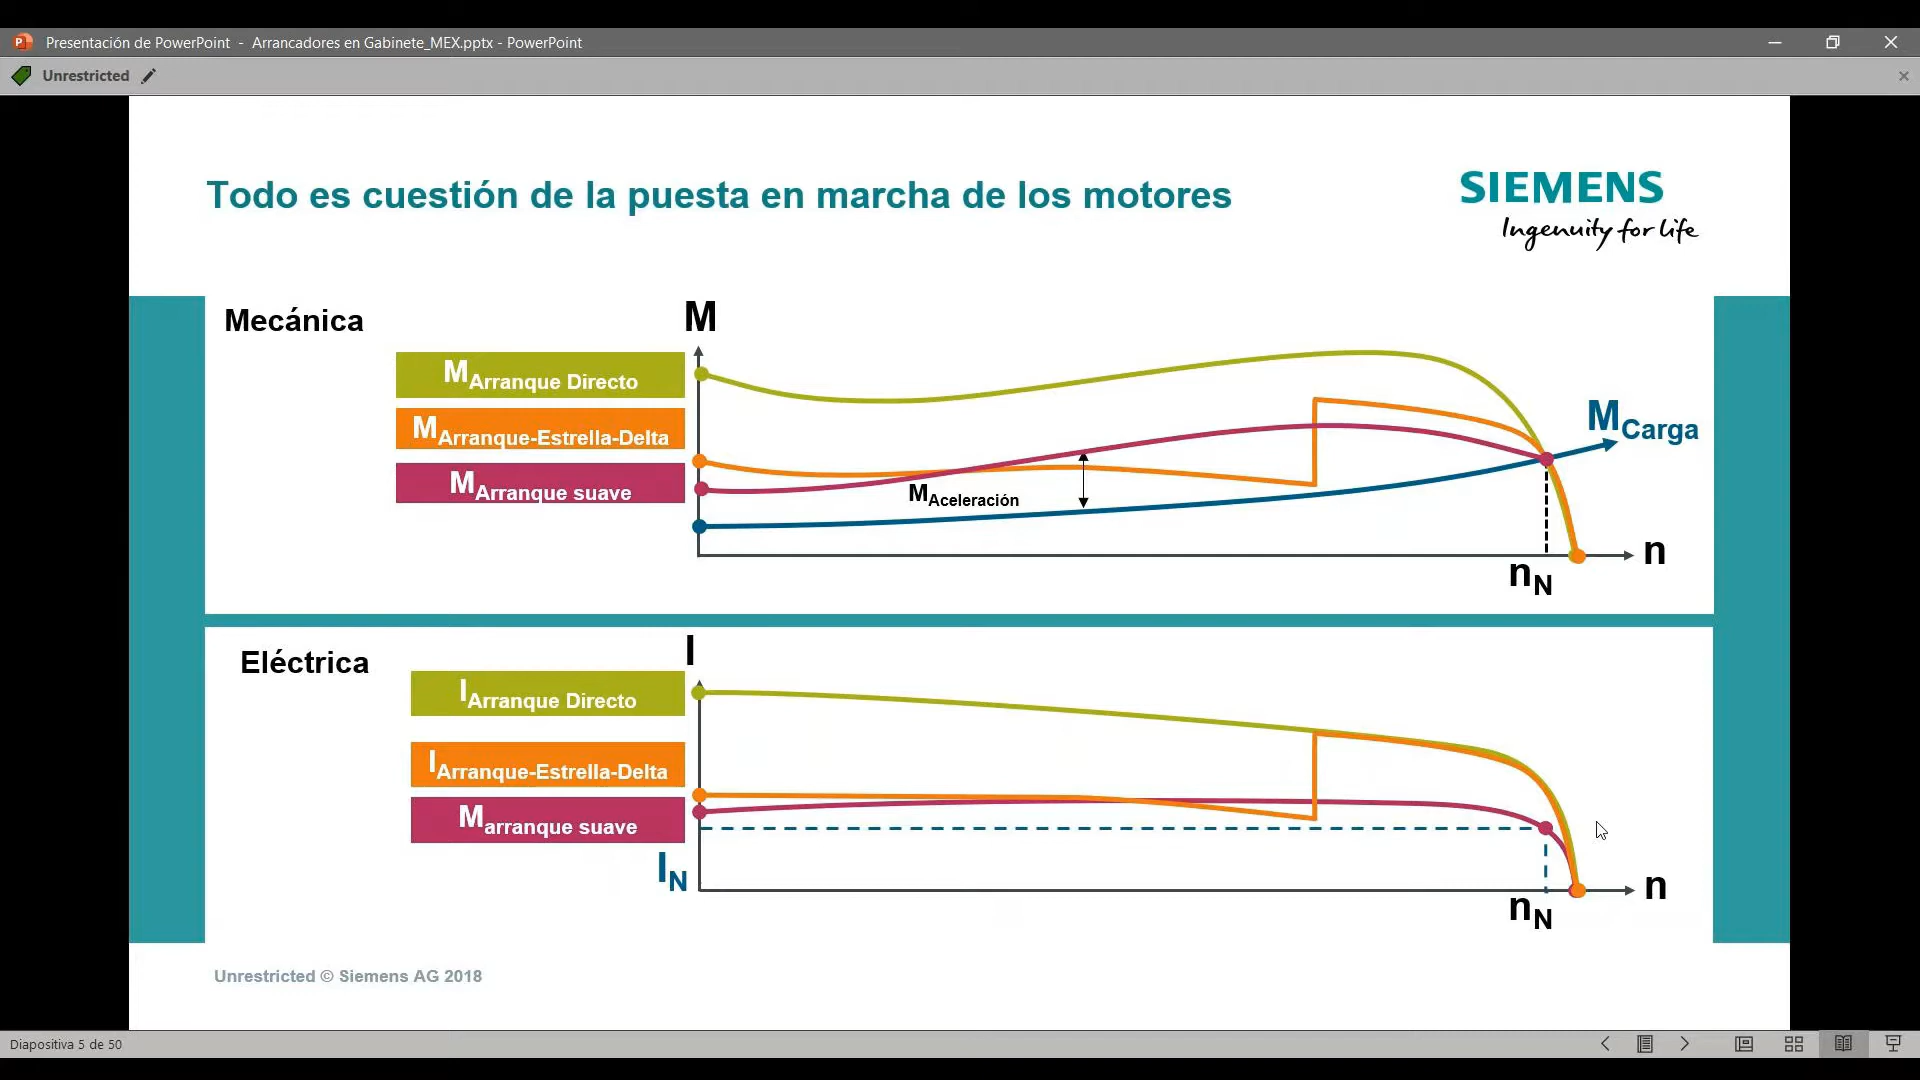 Presentación de PowerPoint - Arrancadores en Gabinete_MEX.pptx - PowerPoint
Unrestricted
Todo es cuestión de la puesta en marcha de los motores
SIEMENS
Ingenuity for life
Mecánica
M
MArranque Directo
MArranque-Estrella-Delta
MArranque suave
MAceleración
MCarga
n
nN
Eléctrica
I
IArranque Directo
IArranque-Estrella-Delta
Marranque suave
IN
n
nN
Unrestricted © Siemens AG 2018
Diapositiva 5 de 50